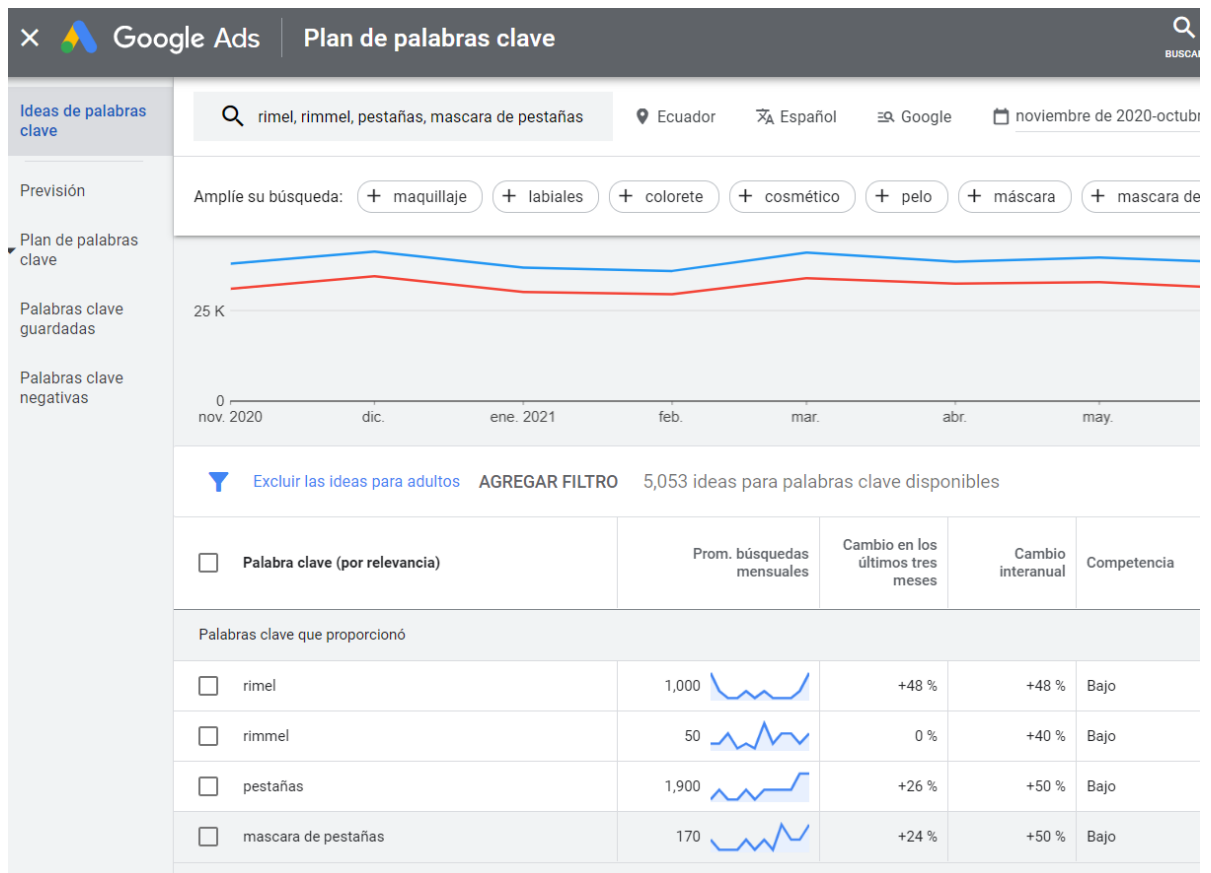 Google Ads
Plan de palabras clave
BUSCAR
Ideas de palabras
clave
Previsión
Plan de palabras
clave
Palabras clave
guardadas
Palabras clave
negativas
rimel, rimmel, pestañas, mascara de pestañas
Ecuador
Español
Google
noviembre de 2020-octubr
Amplíe su búsqueda:
+ maquillaje
+ labiales
+ colorete
+ cosmético
+ pelo
+ máscara
+ mascara de
25 K
0
nov. 2020 dic. ene. 2021 feb. mar. abr. may.
Excluir las ideas para adultos AGREGAR FILTRO 5,053 ideas para palabras clave disponibles
Palabra clave (por relevancia)
Prom. búsquedas
mensuales
Cambio en los
últimos tres
meses
Cambio
interanual
Competencia
Palabras clave que proporcionó
rimel 1,000 +48 % +48 % Bajo
rimmel 50 0 % +40 % Bajo
pestañas 1,900 +26 % +50 % Bajo
mascara de pestañas 170 +24 % +50 % Bajo